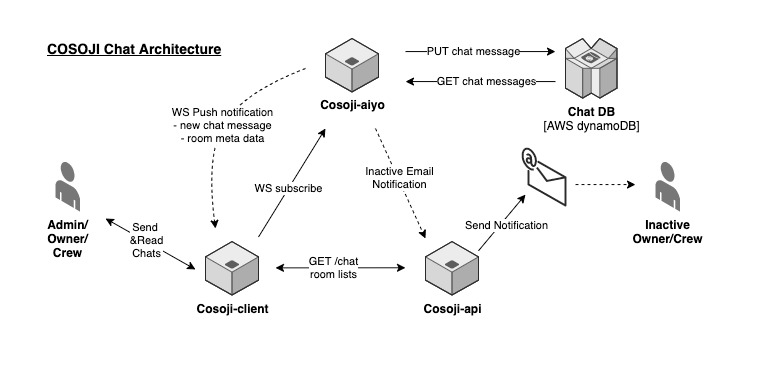 COSOJI Chat Architecture
PUT chat message
GET chat messages
Cosoji-aiyo
Chat DB
[AWS dynamoDB]
WS Push notification
- new chat message
- room meta data
WS subscribe
Inactive Email
Notification
Admin/
Owner/
Crew
Send
&Read
Chats
Send Notification
Inactive
Owner/Crew
GET /chat
room lists
Cosoji-client
Cosoji-api